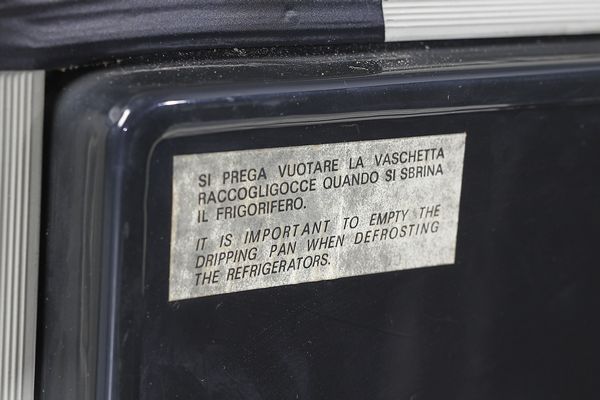 SI PREGA VUOTARE LA VASCHETTA
RACCOGLIGOCCE QUANDO SI SBRINA
IL FRIGORIFERO.
IT IS IMPORTANT TO EMPTY THE
DRIPPING PAN WHEN DEFROSTING
THE REFRIGERATORS.